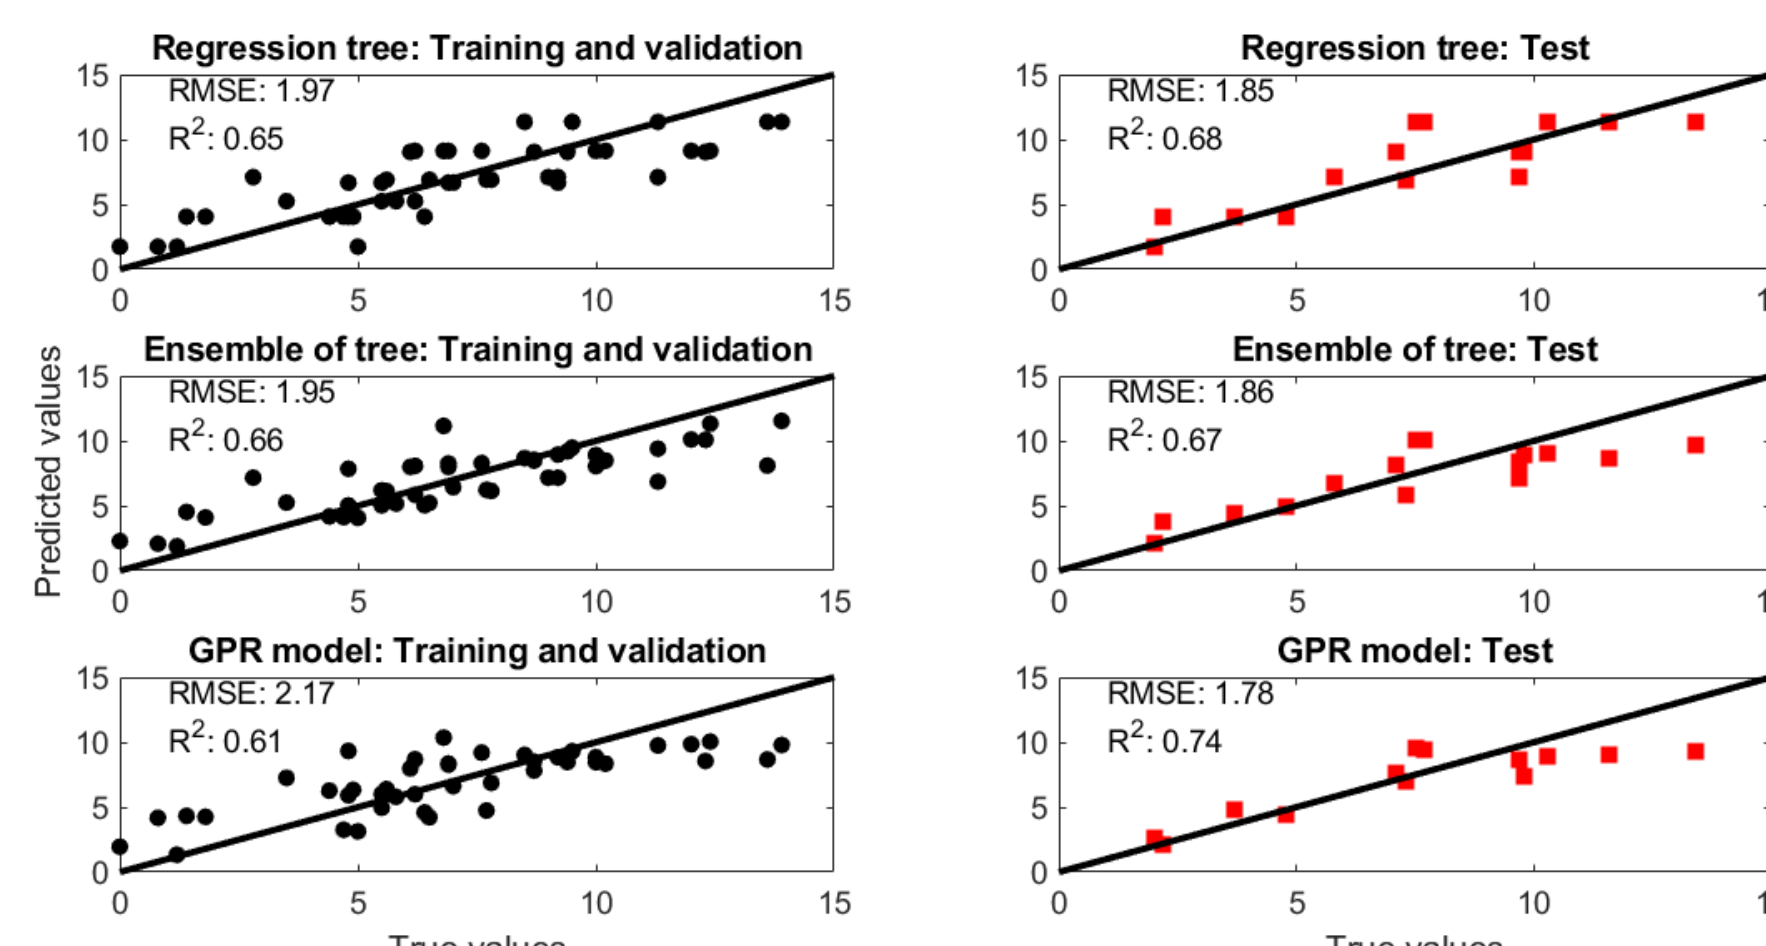 Regression tree: Training and validation
RMSE: 1.97
R²: 0.65
15
10
5
0
0 5 10 15
Regression tree: Test
RMSE: 1.85
R²: 0.68
15
10
5
0
0 5 10
Predicted values
Ensemble of tree: Training and validation
RMSE: 1.95
R²: 0.66
15
10
5
0
0 5 10 15
Ensemble of tree: Test
RMSE: 1.86
R²: 0.67
15
10
5
0
0 5 10
GPR model: Training and validation
RMSE: 2.17
R²: 0.61
15
10
5
0
0 5 10 15
True values
GPR model: Test
RMSE: 1.78
R²: 0.74
15
10
5
0
0 5 10
True values